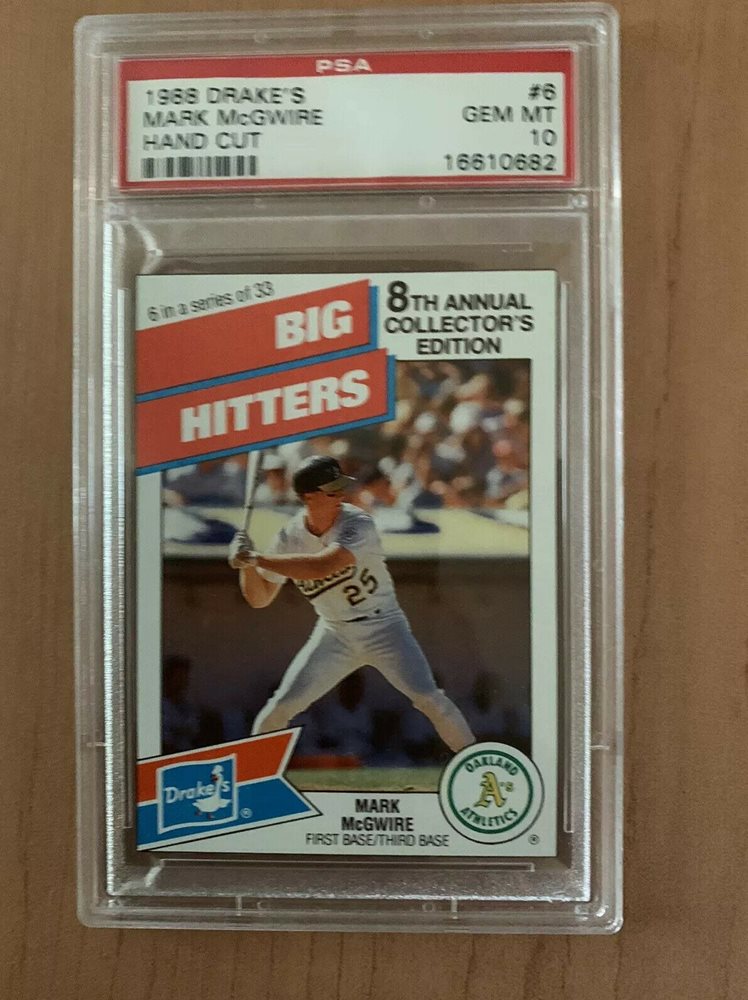 PSA
1988 DRAKE'S #6
MARK McGWIRE GEM MT
HAND CUT 10
16610682
6 in a series of 33
BIG
HITTERS
8TH ANNUAL
COLLECTOR'S
EDITION
25
Drake's ®
MARK
McGWIRE
FIRST BASE/THIRD BASE
OAKLAND
A's
ATHLETICS
®